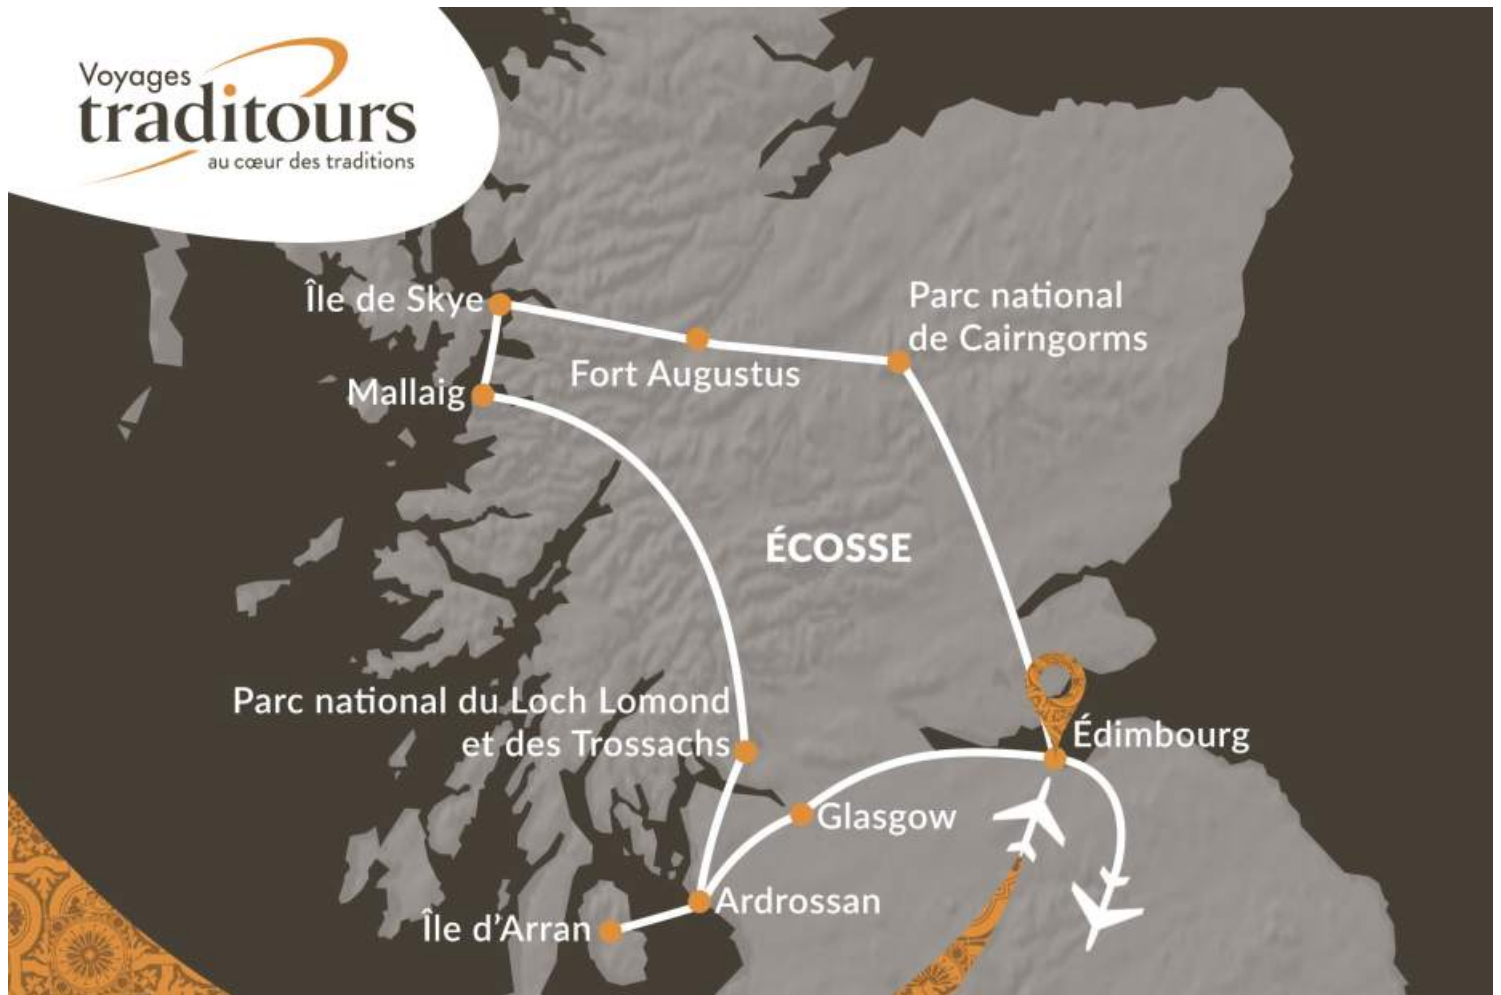 Voyages
traditours
au cœur des traditions
Île de Skye
Parc national
de Cairngorms
Fort Augustus
Mallaig
ÉCOSSE
Parc national du Loch Lomond
et des Trossachs
Édimbourg
Glasgow
Ardrossan
Île d’Arran